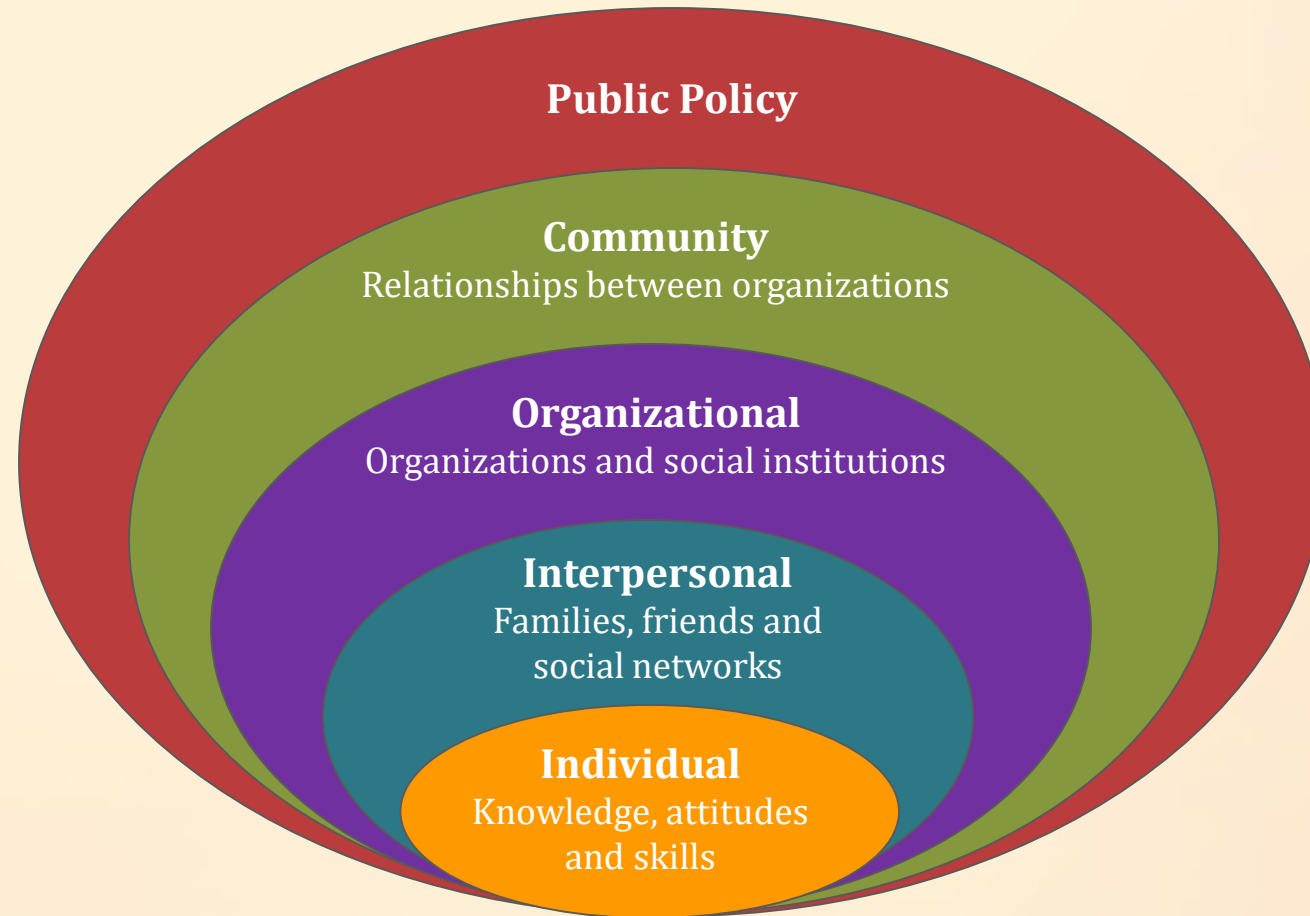 Public Policy
Community
Relationships between organizations
Organizational
Organizations and social institutions
Interpersonal
Families, friends and
social networks
Individual
Knowledge, attitudes
and skills